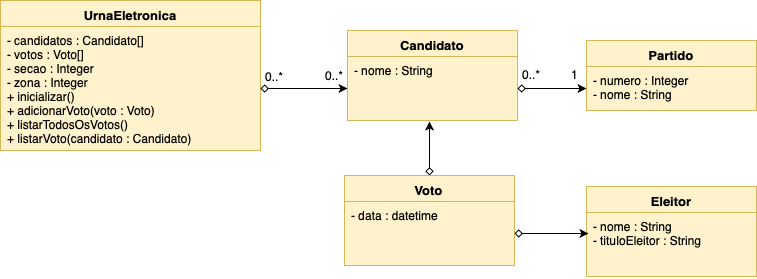 UrnaEletronica
- candidatos : Candidato[]
- votos : Voto[]
- secao : Integer
- zona : Integer
+ inicializar()
+ adicionarVoto(voto : Voto)
+ listarTodosOsVotos()
+ listarVoto(candidato : Candidato)
0..*
0..*
Candidato
- nome : String
0..*
1
Partido
- numero : Integer
- nome : String
Voto
- data : datetime
Eleitor
- nome : String
- tituloEleitor : String